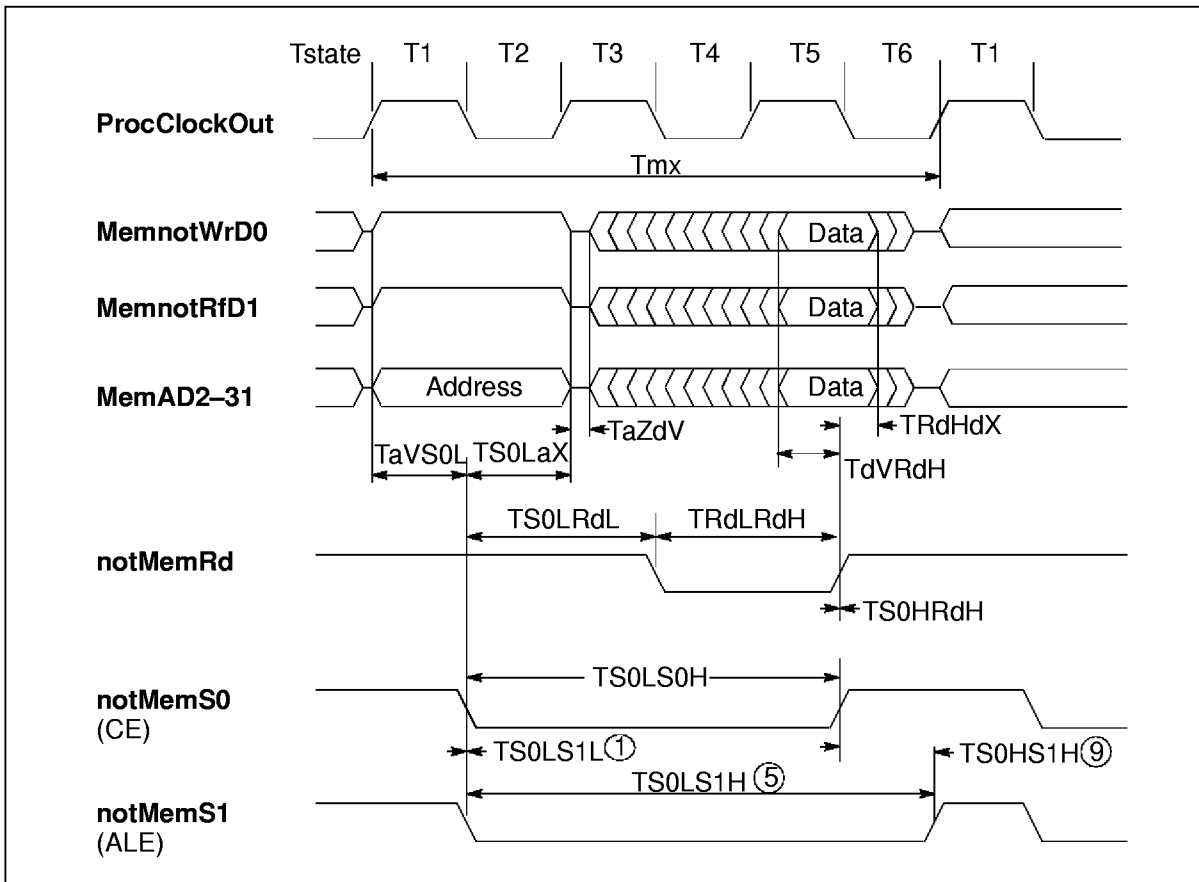 Tstate T1 T2 T3 T4 T5 T6 T1
ProcClockOut
Tmx
MemnotWrD0 Data
MemnotRfD1 Data
MemAD2–31 Address Data
TaZdV TRdHdX
TaVS0L TS0LaX TdVRdH
TS0LRdL TRdLRdH
notMemRd
TS0HRdH
TS0LS0H
notMemS0
(CE)
TS0LS1L① TS0HS1H⑨
TS0LS1H⑤
notMemS1
(ALE)